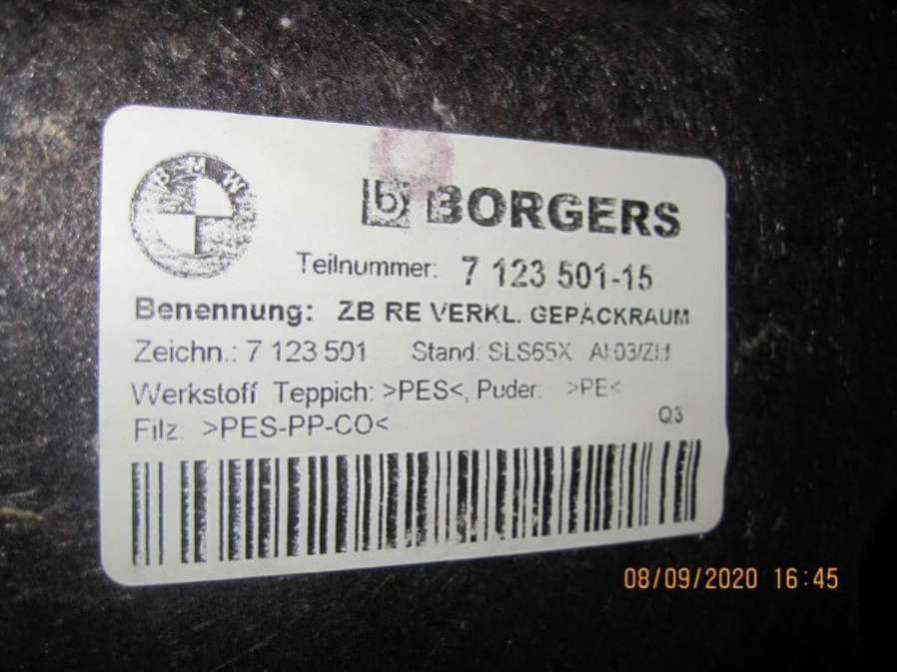 BMW
b BORGERS
Teilnummer: 7 123 501-15
Benennung: ZB RE VERKL. GEPÄCKRAUM
Zeichn.: 7 123 501 Stand: SLS65X
Werkstoff Teppich: >PES<, Puder: >PE<
Filz: >PES-PP-CO<
Q3
08/09/2020 16:45